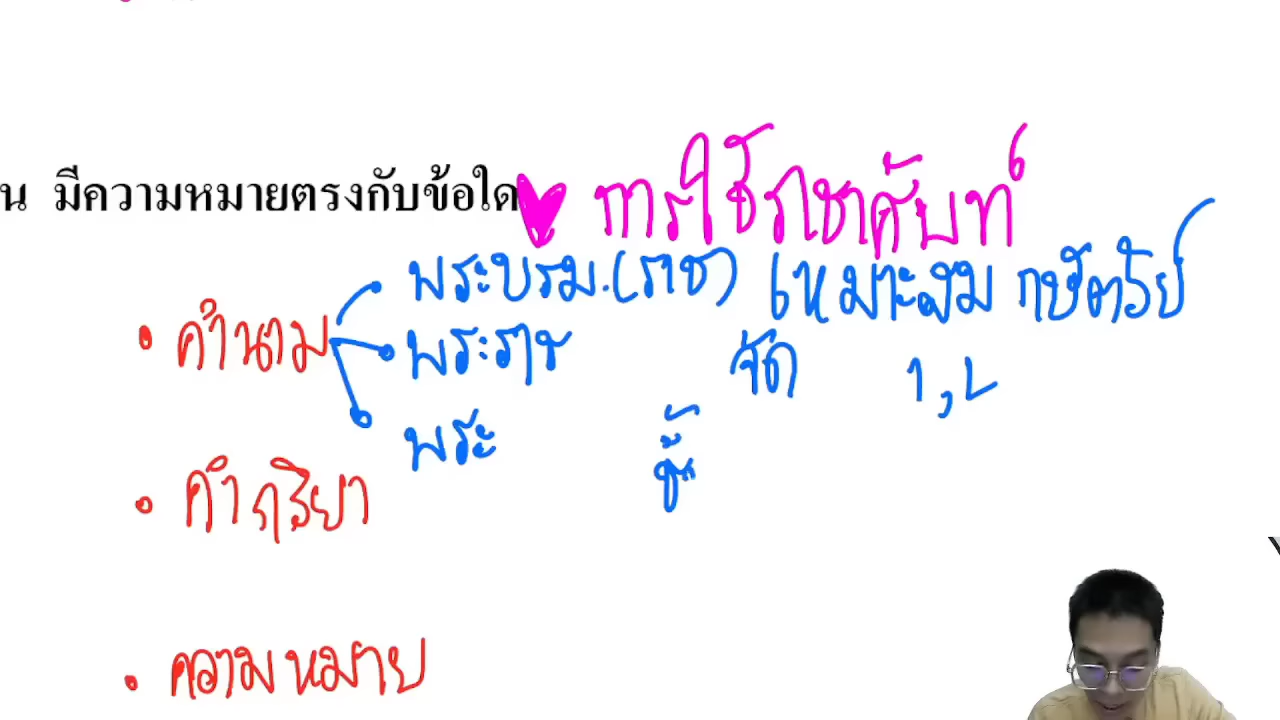 น มีความหมายตรงกับข้อใด
การใช้ราชาศัพท์
พระบรม.(ราช) เหมาะสม กษัตริย์
• คำนาม
พระราช จัด 1,2
พระ
• คำกริยา
• ความหมาย